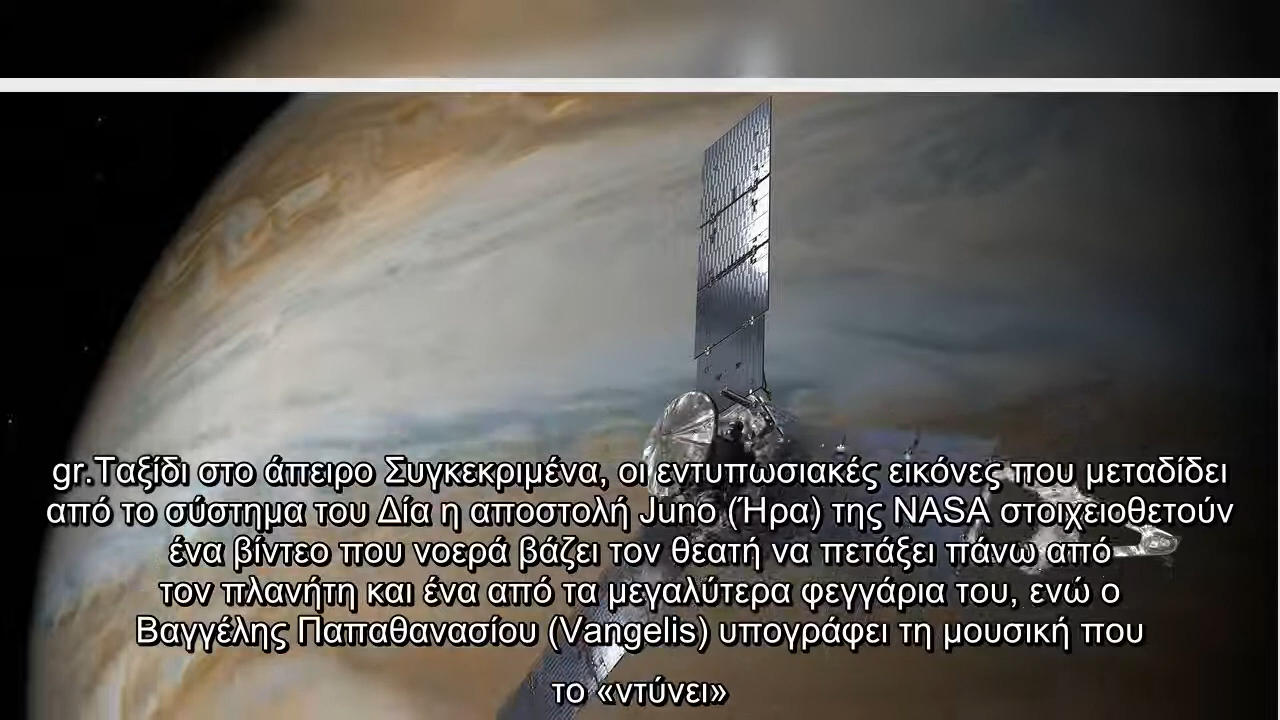 gr.Ταξίδι στο άπειρο Συγκεκριμένα, οι εντυπωσιακές εικόνες που μεταδίδει
από το σύστημα του Δία η αποστολή Juno (Ήρα) της NASA στοιχειοθετούν
ένα βίντεο που νοερά βάζει τον θεατή να πετάξει πάνω από
τον πλανήτη και ένα από τα μεγαλύτερα φεγγάρια του, ενώ ο
Βαγγέλης Παπαθανασίου (Vangelis) υπογράφει τη μουσική που
το «ντύνει»